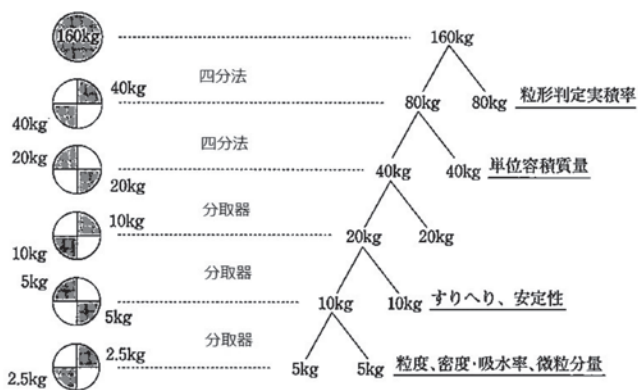 160kg 160kg
四分法
40kg 40kg 80kg 80kg 粒形判定実積率
四分法
20kg 20kg 40kg 40kg 単位容積質量
分取器
10kg 10kg 20kg 20kg
分取器
5kg 5kg 10kg 10kg すりへり、安定性
分取器
2.5kg 2.5kg 5kg 5kg 粒度、密度・吸水率、微粒分量